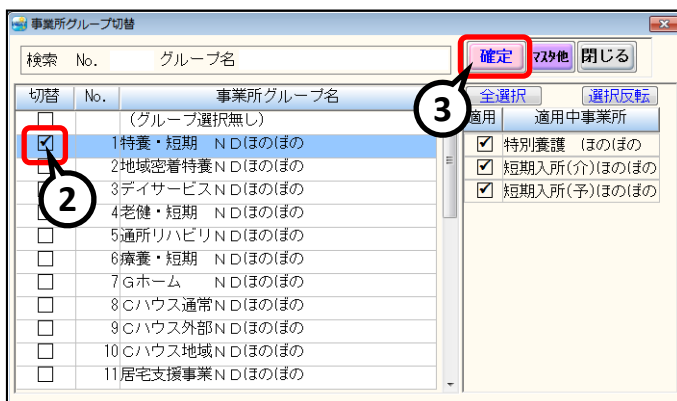 事業所グループ切替
検索 No. グループ名
確定 マスタ他 閉じる
3
全選択 選択反転
切替 No. 事業所グループ名
適用 適用中事業所
(グループ選択無し)
1 特養・短期 NDほのぼの
特別養護 ほのぼの
2 地域密着特養NDほのぼの
短期入所(介)ほのぼの
3 デイサービスNDほのぼの
短期入所(予)ほのぼの
2
4 老健・短期 NDほのぼの
5 通所リハビリNDほのぼの
6 療養・短期 NDほのぼの
7 Gホーム NDほのぼの
8 Cハウス通常NDほのぼの
9 Cハウス外部NDほのぼの
10 Cハウス地域NDほのぼの
11 居宅支援事業NDほのぼの